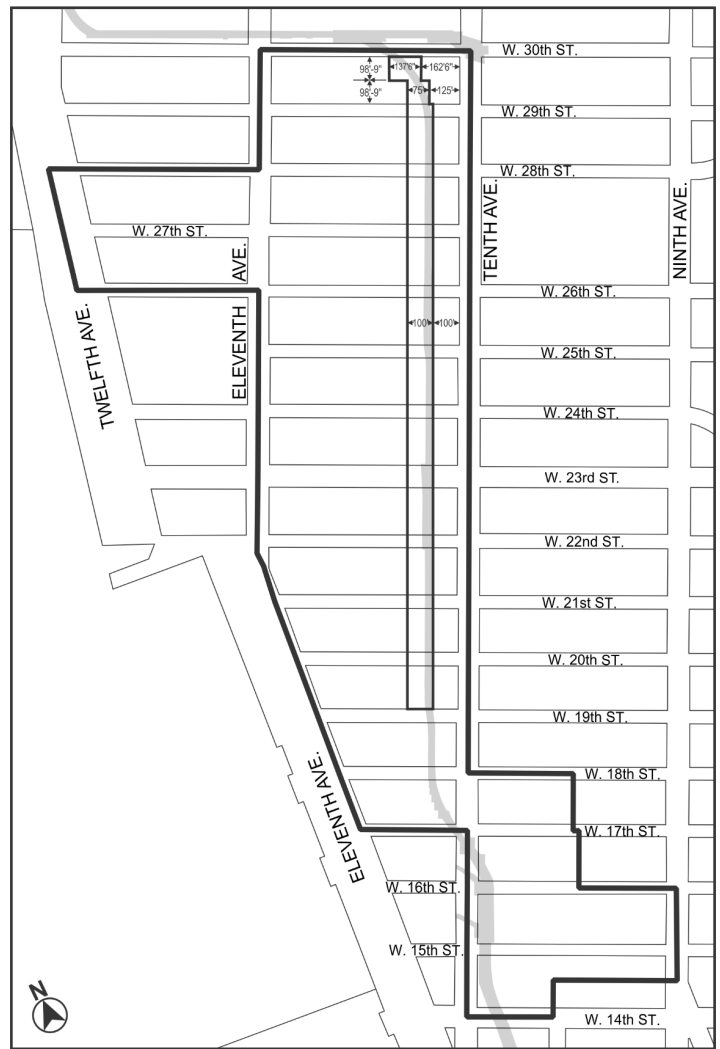 W. 30th ST.
98'-9"
137'6"
162'6"
98'-9"
75'
125'
W. 29th ST.
W. 28th ST.
W. 27th ST.
AVE.
ELEVENTH
TENTH AVE.
NINTH AVE.
TWELFTH AVE.
W. 26th ST.
100'
100'
W. 25th ST.
W. 24th ST.
W. 23rd ST.
W. 22nd ST.
W. 21st ST.
W. 20th ST.
W. 19th ST.
W. 18th ST.
ELEVENTH AVE.
W. 17th ST.
W. 16th ST.
W. 15th ST.
N
W. 14th ST.